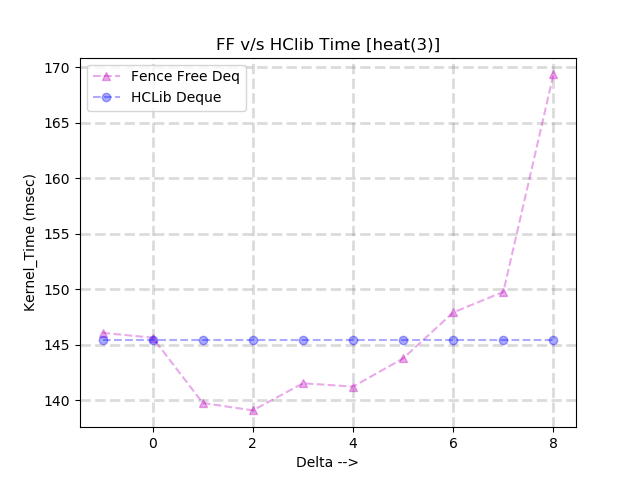 FF v/s HClib Time [heat(3)]
Fence Free Deq
HCLib Deque
Kernel_Time (msec)
170
165
160
155
150
145
140
0 2 4 6 8
Delta -->